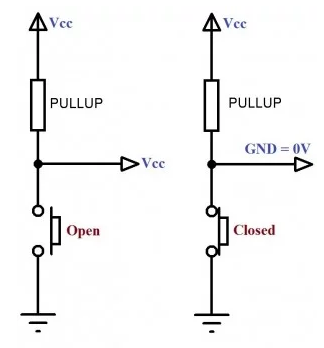 Vcc
PULLUP
Vcc
Open
Vcc
PULLUP
GND = 0V
Closed